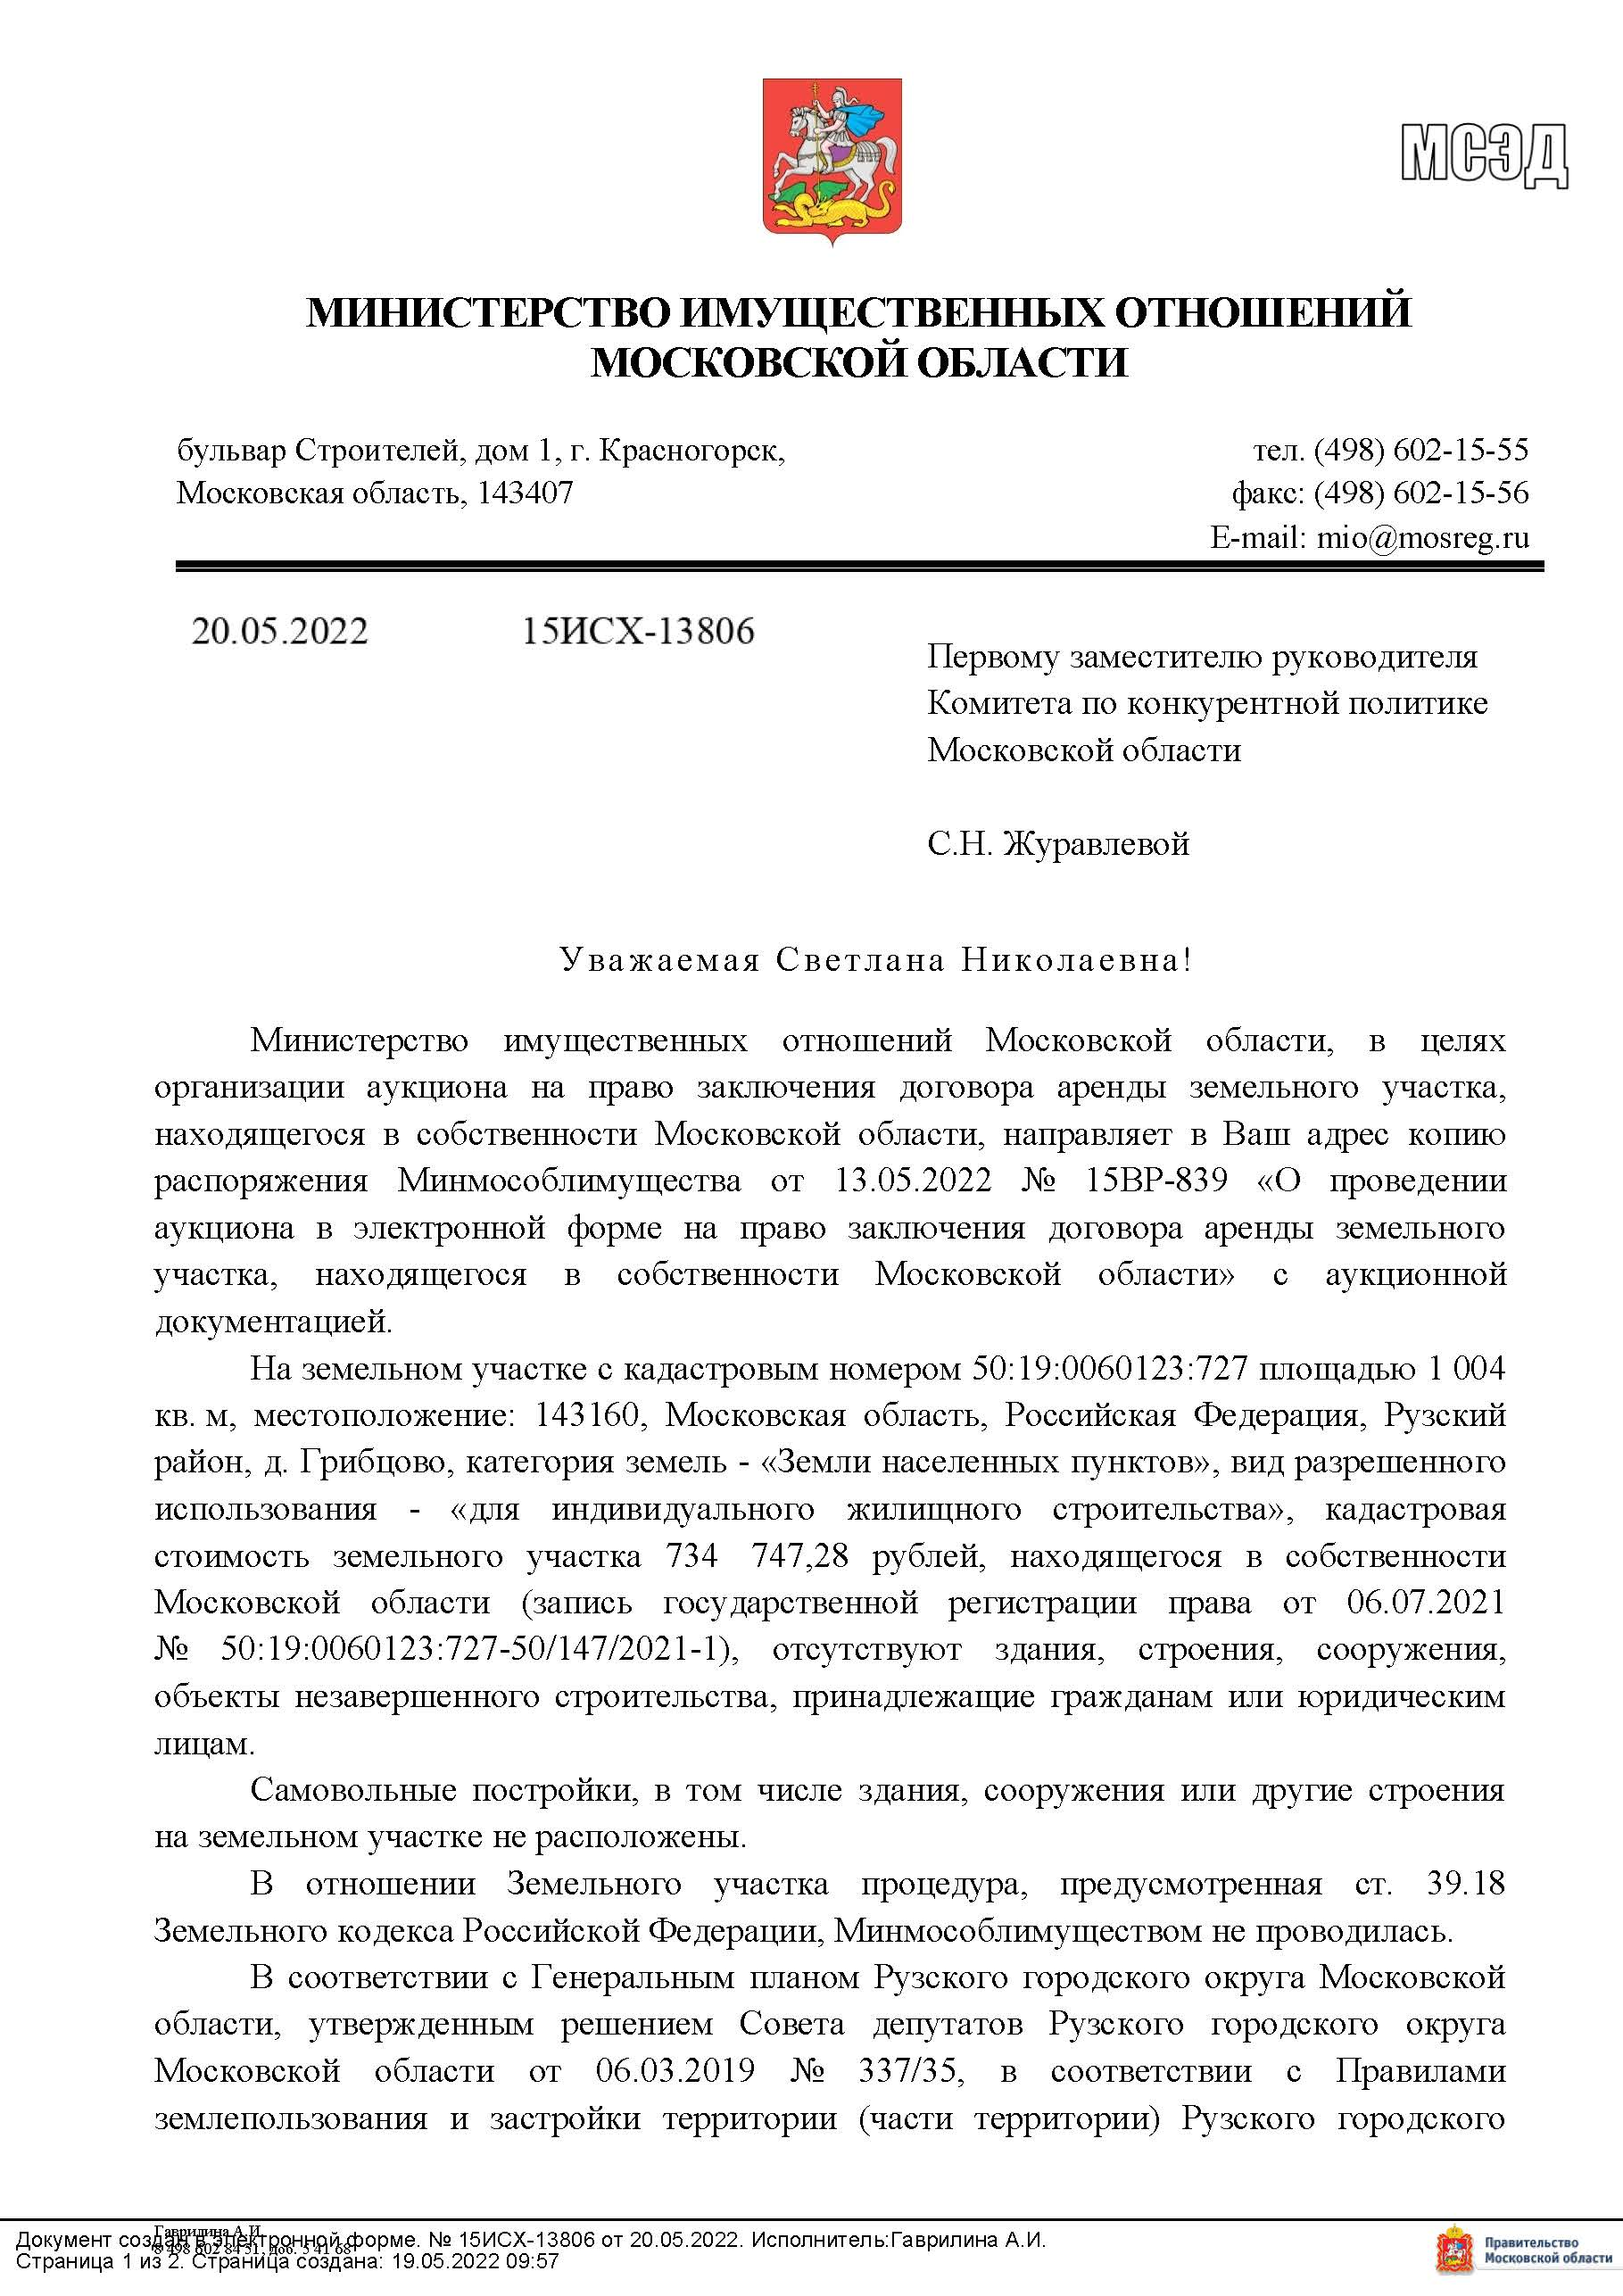 МСЭД
МИНИСТЕРСТВО ИМУЩЕСТВЕННЫХ ОТНОШЕНИЙ
МОСКОВСКОЙ ОБЛАСТИ
бульвар Строителей, дом 1, г. Красногорск,
Московская область, 143407
тел. (498) 602-15-55
факс: (498) 602-15-56
E-mail: mio@mosreg.ru
20.05.2022 15ИСХ-13806
Первому заместителю руководителя
Комитета по конкурентной политике
Московской области
С.Н. Журавлевой
Уважаемая Светлана Николаевна!
Министерство имущественных отношений Московской области, в целях
организации аукциона на право заключения договора аренды земельного участка,
находящегося в собственности Московской области, направляет в Ваш адрес копию
распоряжения Минмособлимущества от 13.05.2022 № 15ВР-839 «О проведении
аукциона в электронной форме на право заключения договора аренды земельного
участка, находящегося в собственности Московской области» с аукционной
документацией.
На земельном участке с кадастровым номером 50:19:0060123:727 площадью 1 004
кв. м, местоположение: 143160, Московская область, Российская Федерация, Рузский
район, д. Грибцово, категория земель - «Земли населенных пунктов», вид разрешенного
использования - «для индивидуального жилищного строительства», кадастровая
стоимость земельного участка 734 747,28 рублей, находящегося в собственности
Московской области (запись государственной регистрации права от 06.07.2021
№ 50:19:0060123:727-50/147/2021-1), отсутствуют здания, строения, сооружения,
объекты незавершенного строительства, принадлежащие гражданам или юридическим
лицам.
Самовольные постройки, в том числе здания, сооружения или другие строения
на земельном участке не расположены.
В отношении Земельного участка процедура, предусмотренная ст. 39.18
Земельного кодекса Российской Федерации, Минмособлимуществом не проводилась.
В соответствии с Генеральным планом Рузского городского округа Московской
области, утвержденным решением Совета депутатов Рузского городского округа
Московской области от 06.03.2019 № 337/35, в соответствии с Правилами
землепользования и застройки территории (части территории) Рузского городского
Гаврилина А.И.
Документ создан в электронной форме. № 15ИСХ-13806 от 20.05.2022. Исполнитель:Гаврилина А.И.
8 498 602 84 51, доб. 5 41 68
Страница 1 из 2. Страница создана: 19.05.2022 09:57
Правительство
Московской области